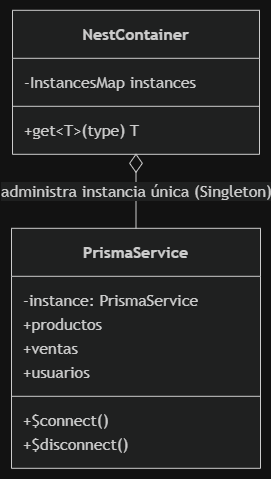 NestContainer
-InstancesMap instances
+get<T>(type) T
administra instancia única (Singleton)
PrismaService
-instance: PrismaService
+productos
+ventas
+usuarios
+$connect()
+$disconnect()